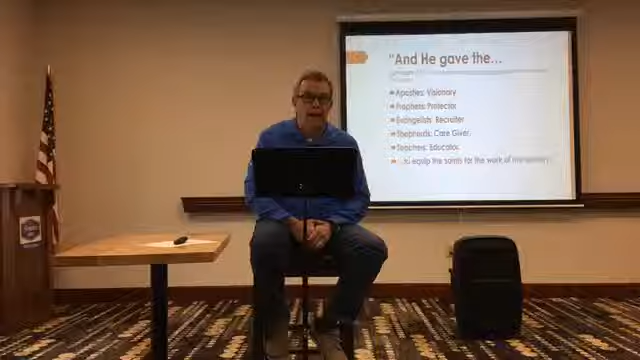 "And He gave the...
Apostles: Visionary
Prophets: Protector
Evangelists: Recruiter
Shepherds: Care Giver
Teachers: Educator
to equip the saints for the work of the ministry